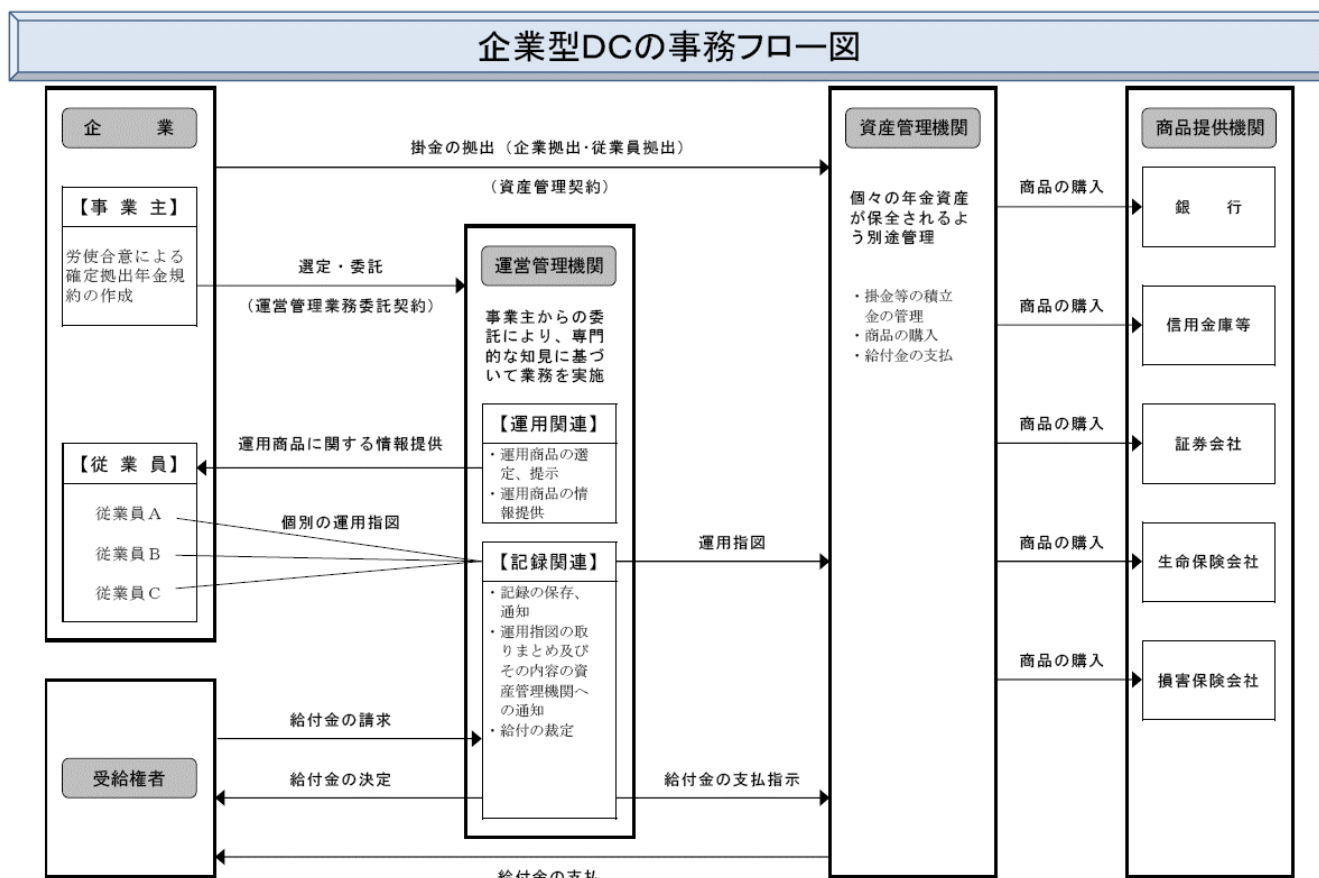 企業型DCの事務フロー図
企　業
【事業主】
労使合意による
確定拠出年金規
約の作成
掛金の拠出（企業拠出・従業員拠出）
（資産管理契約）
選定・委託
（運営管理業務委託契約）
運営管理機関
事業主からの委
託により、専門
的な知見に基づ
いて業務を実施
【運用関連】
・運用商品の選
定、提示
・運用商品の情
報提供
運用商品に関する情報提供
【従業員】
従業員A
従業員B
従業員C
個別の運用指図
【記録関連】
・記録の保存、
通知
・運用指図の取
りまとめ及び
その内容の資
産管理機関へ
の通知
・給付の裁定
運用指図
受給権者
給付金の請求
給付金の決定
給付金の支払指示
給付金の支払
資産管理機関
個々の年金資産
が保全されるよ
う別途管理
・掛金等の積立
金の管理
・商品の購入
・給付金の支払
商品提供機関
商品の購入
銀　行
商品の購入
信用金庫等
商品の購入
証券会社
商品の購入
生命保険会社
商品の購入
損害保険会社